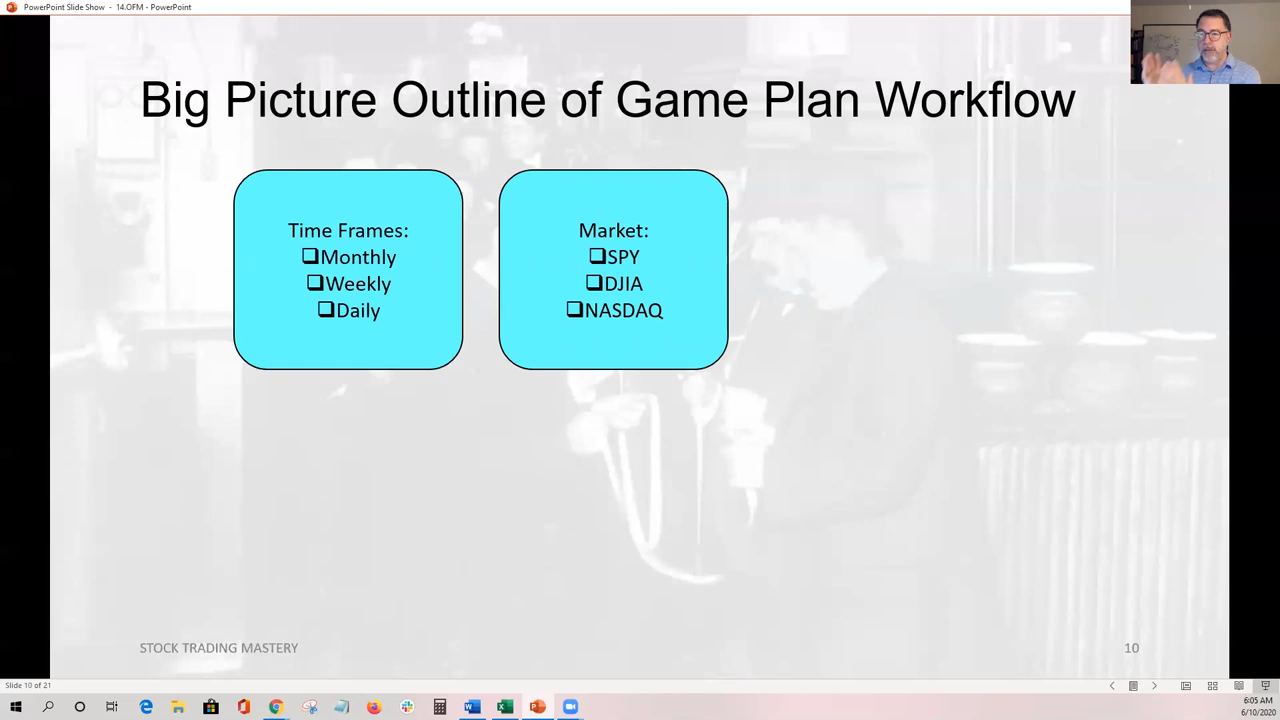 PowerPoint Slide Show - 14.OFM - PowerPoint
Big Picture Outline of Game Plan Workflow
Time Frames:
❑Monthly
❑Weekly
❑Daily
Market:
❑SPY
❑DJIA
❑NASDAQ
STOCK TRADING MASTERY
10
Slide 10 of 21
6:05 AM
6/10/2020